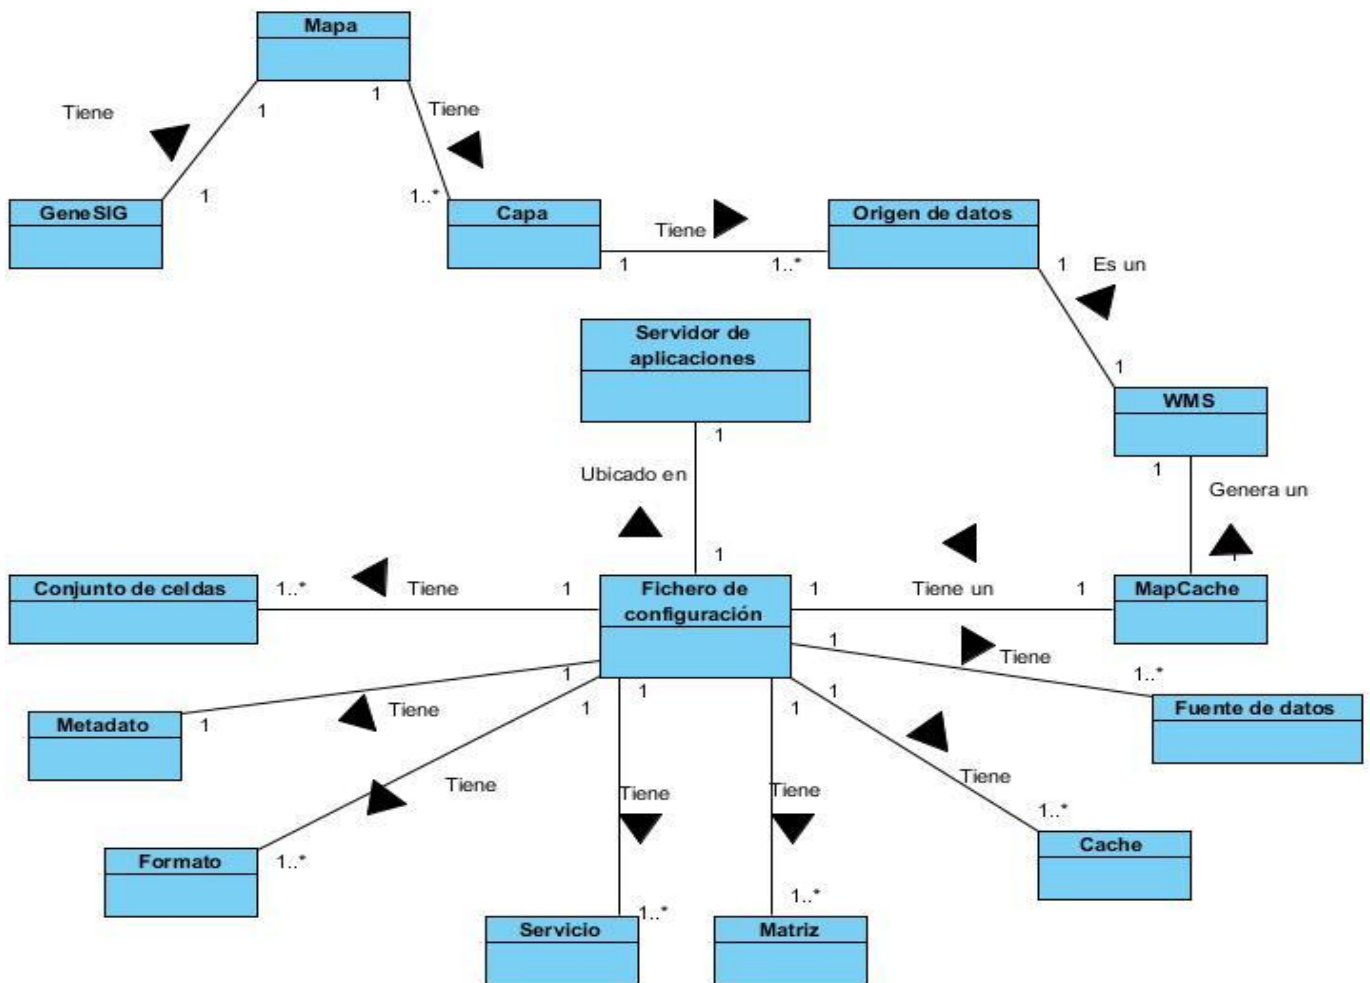 Mapa
Tiene
1
1
Tiene
1
1..*
GeneSIG
Capa
Tiene
1
1..*
Origen de datos
1
Es un
1
Servidor de
aplicaciones
1
WMS
1
Ubicado en
Genera un
1
1
Conjunto de celdas
1..*
Tiene
1
Fichero de
configuración
1
Tiene un
1
MapCache
1
Tiene
1..*
Fuente de datos
Metadato
1
Tiene
1
1
1
1
1
Tiene
Tiene
Tiene
Tiene
1..*
Cache
Formato
1..*
1..*
1..*
Servicio
Matriz